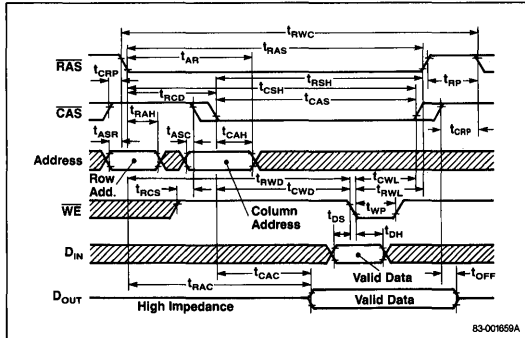 tRWC
tAR
tRAS
RAS
tCRP
tRSH
tRP
tRCD
tCSH
CAS
tCAS
tASR
tRAH
tASC
tCAH
tCRP
Address
Row Add.
Column Address
tRWD
tCWL
tRCS
tCWD
tRWL
WE
tWP
tDS
tDH
DIN
Valid Data
tCAC
tOFF
tRAC
DOUT
High Impedance
Valid Data
83-001659A